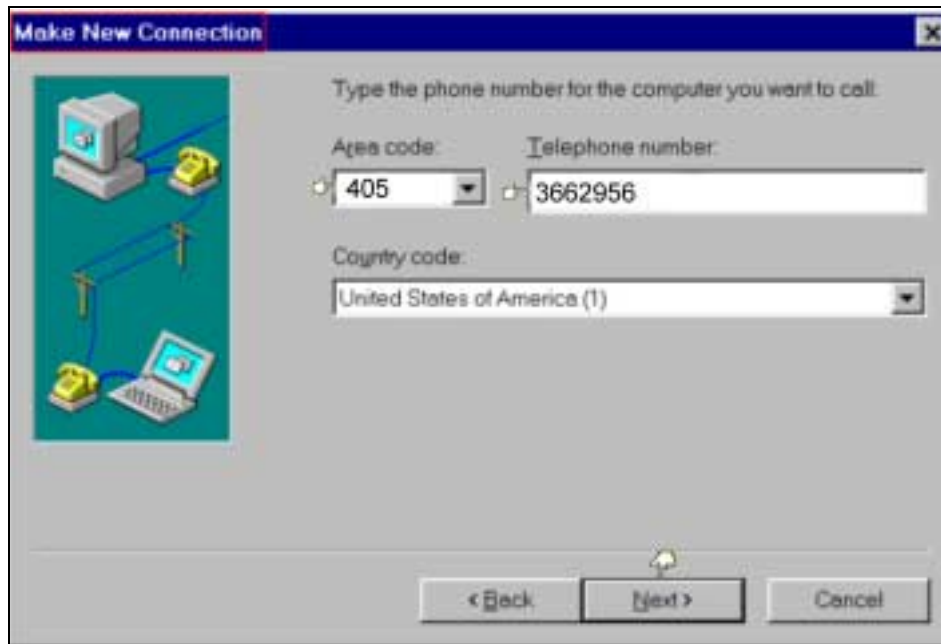 Make New Connection
Type the phone number for the computer you want to call:
Area code: Telephone number:
405 3662956
Country code:
United States of America (1)
< Back Next > Cancel